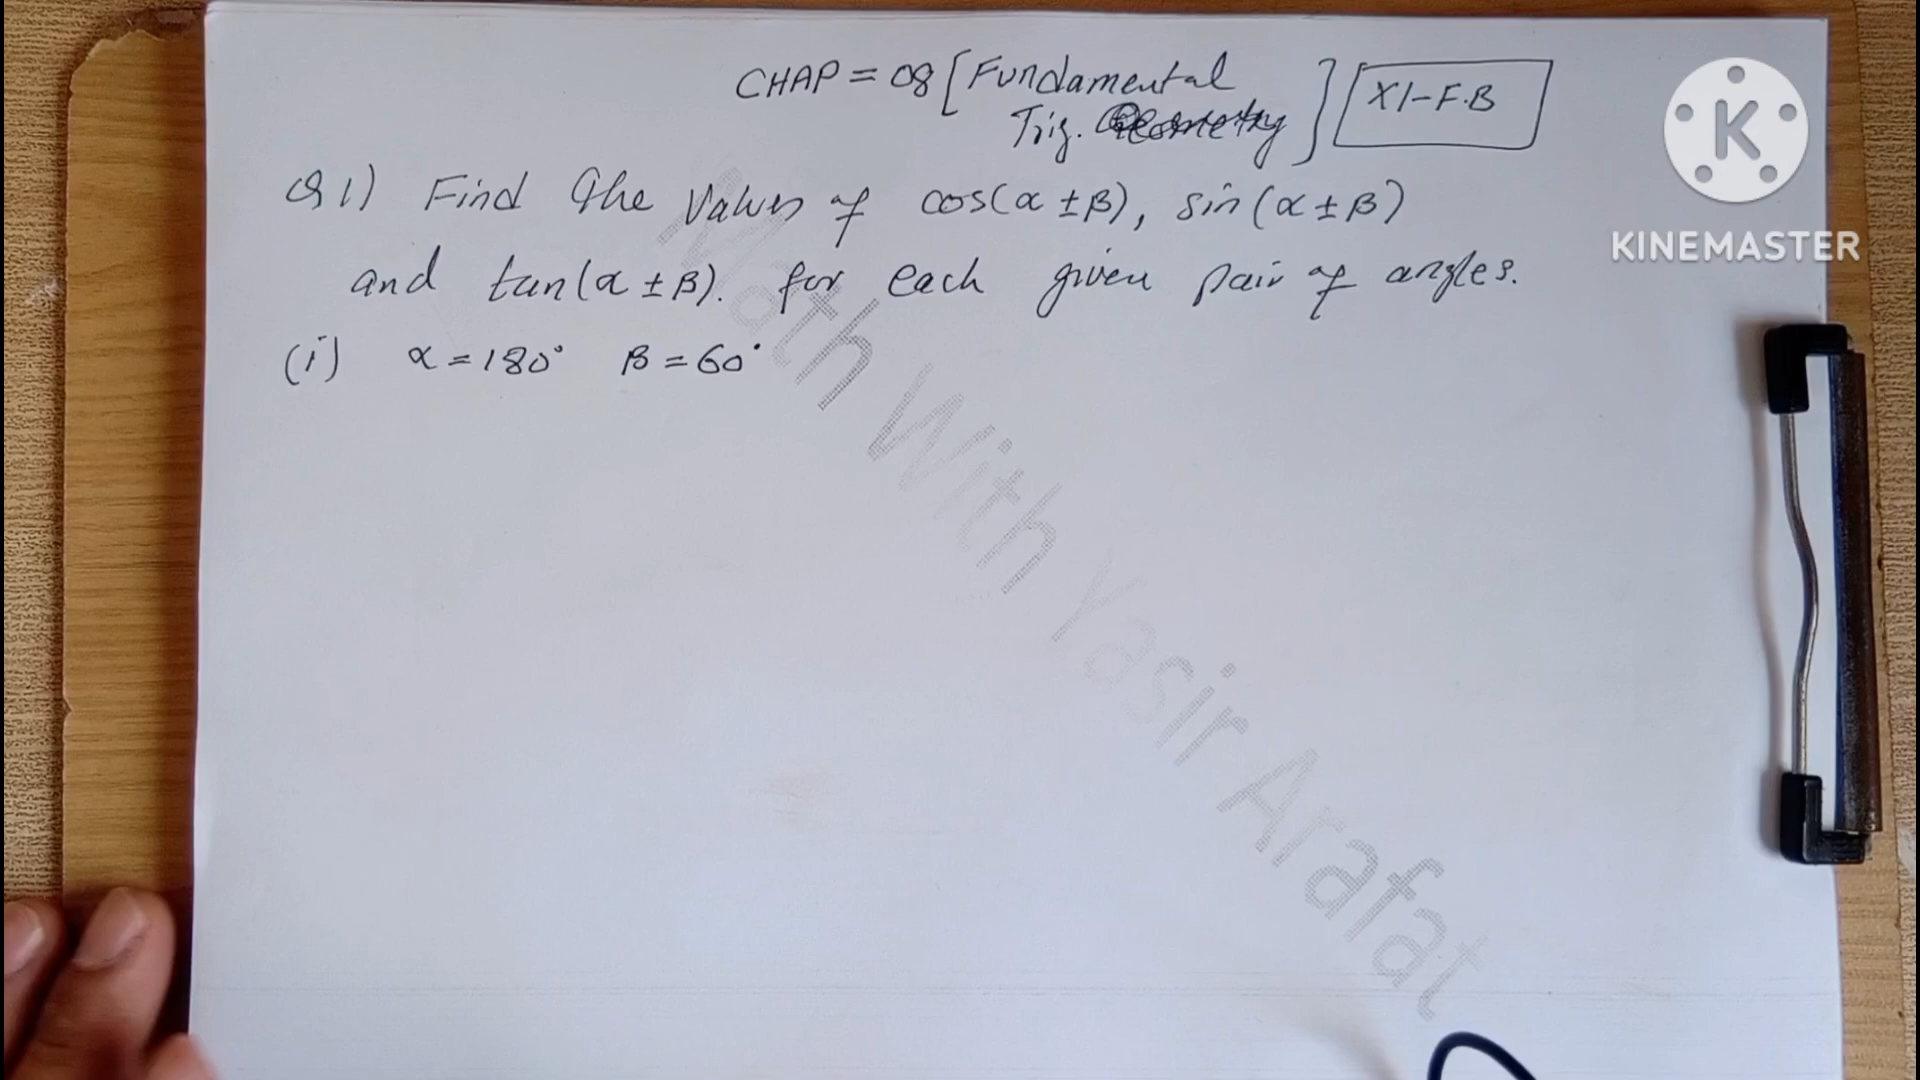 CHAP = 08 [Fundamental
Trig. ] XI-F.B
Q1) Find the values of cos(α ± β), sin(α ± β)
and tan(α ± β). for each given pair of angles.
(i) α = 180° β = 60°
KINEMASTER
Math With Yasir Arafat